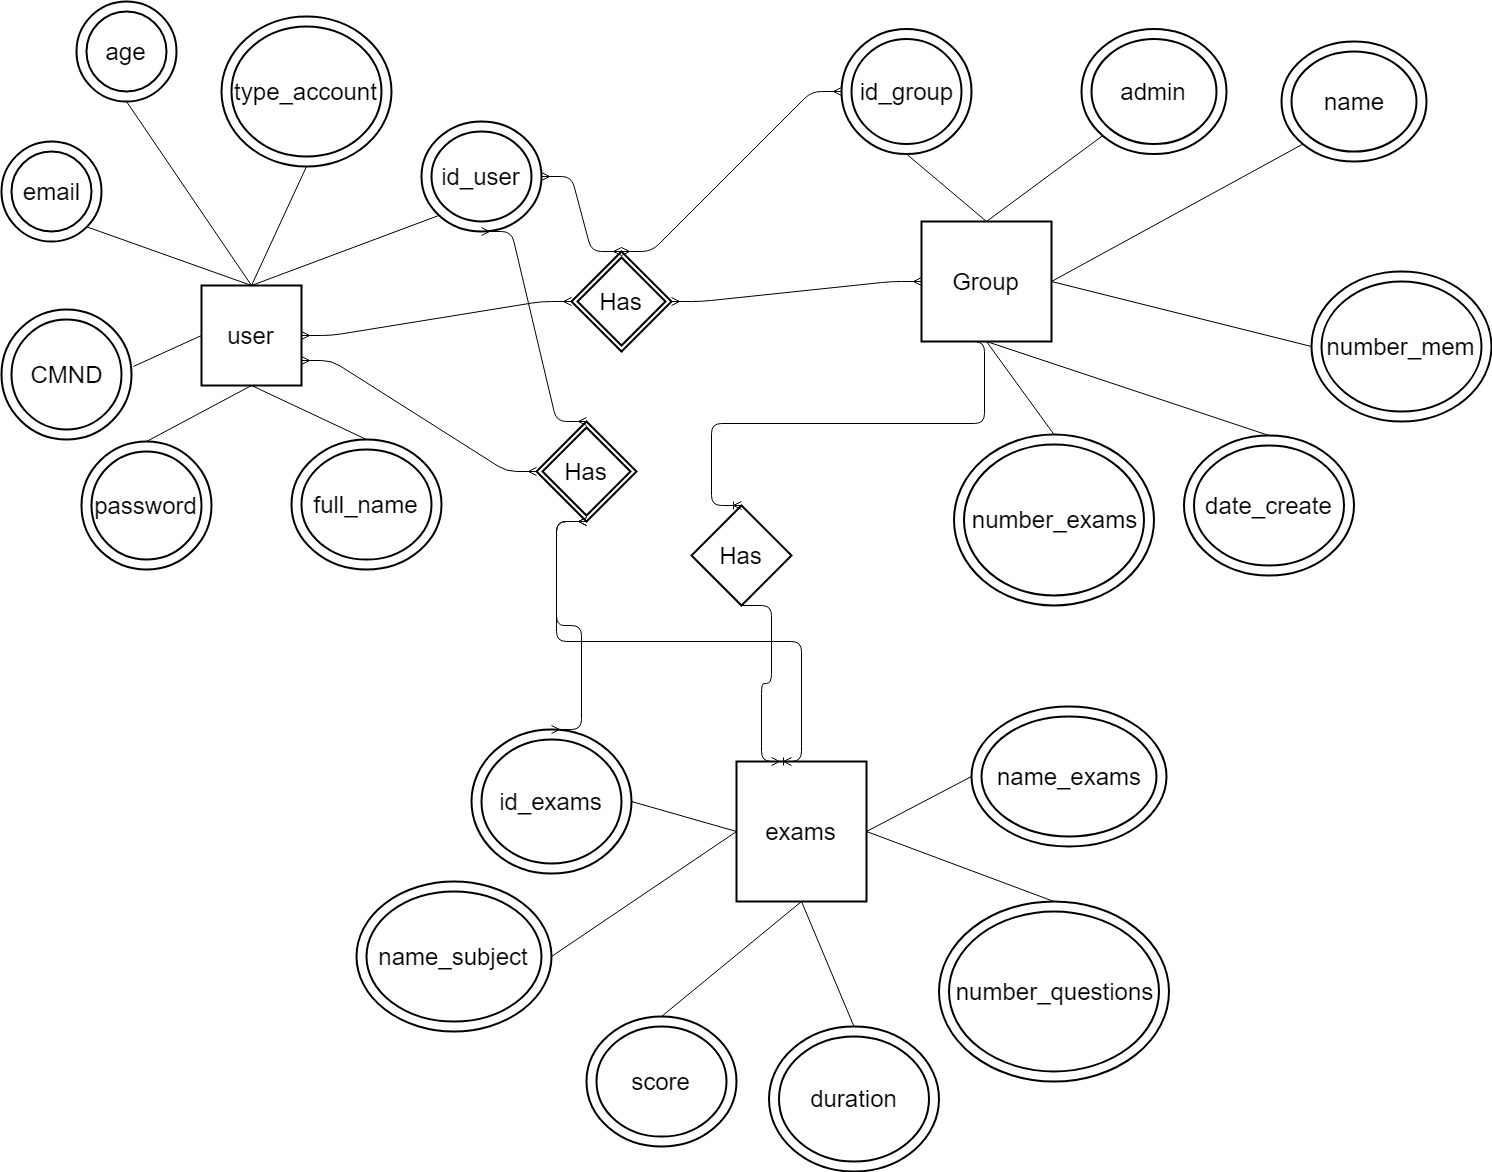 age
type_account
id_group
admin
name
email
id_user
Group
Has
user
number_mem
CMND
Has
password
full_name
number_exams
date_create
Has
name_exams
id_exams
exams
name_subject
number_questions
score
duration